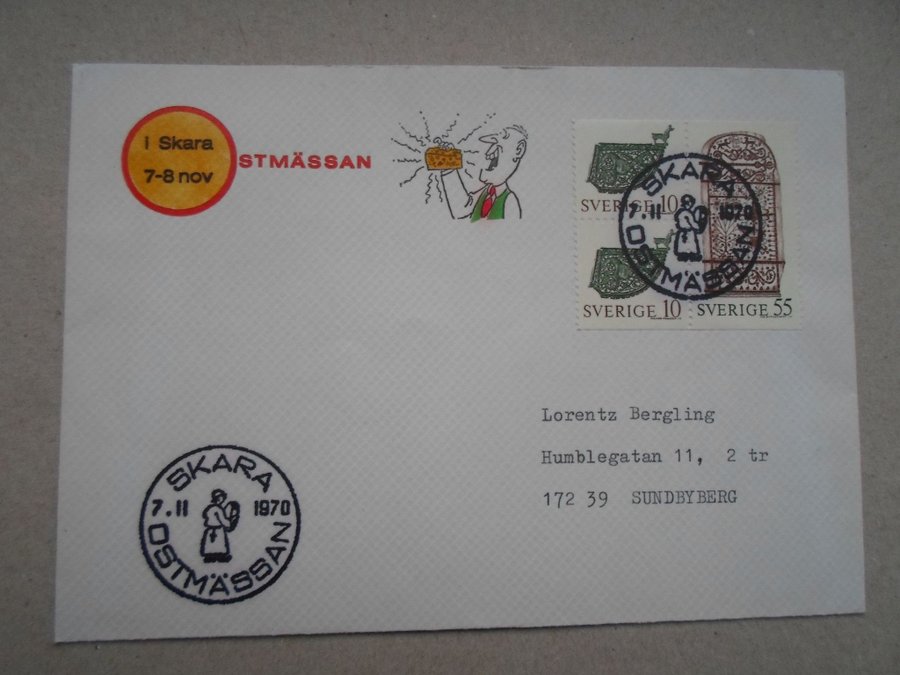 i Skara
7-8 nov
OSTMÄSSAN
SVERIGE 10
SVERIGE 10
SVERIGE 55
SKARA
7.11 1970
OSTMÄSSAN
Lorentz Bergling
Humblegatan 11, 2 tr
172 39 SUNDBYBERG
SKARA
7.11 1970
OSTMÄSSAN